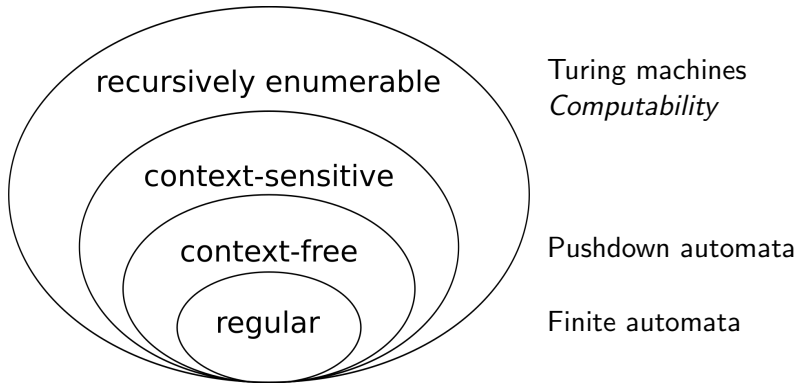 recursively enumerable
Turing machines
Computability
context-sensitive
context-free
Pushdown automata
regular
Finite automata